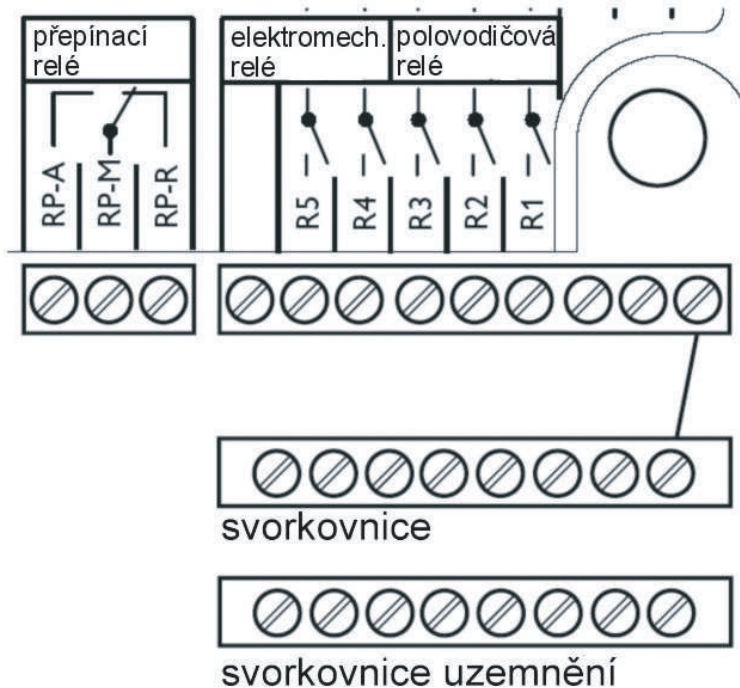 přepínací
relé
elektromech.
relé
polovodičová
relé
RP-A
RP-M
RP-R
R5
R4
R3
R2
R1
svorkovnice
svorkovnice uzemnění